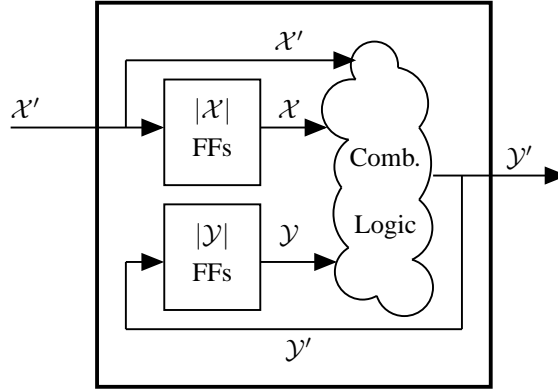 𝒳′
𝒳′
|𝒳|
FFs
𝒳
Comb.
Logic
𝒴′
|𝒴|
FFs
𝒴
𝒴′